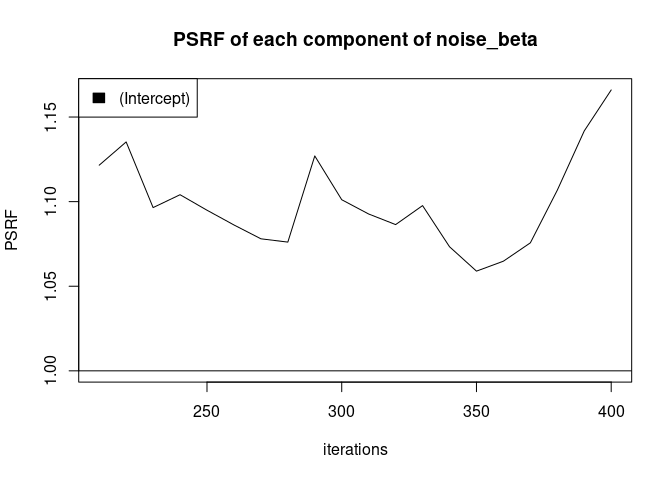 PSRF of each component of noise_beta
(Intercept)
PSRF
1.15
1.10
1.05
1.00
250 300 350 400
iterations